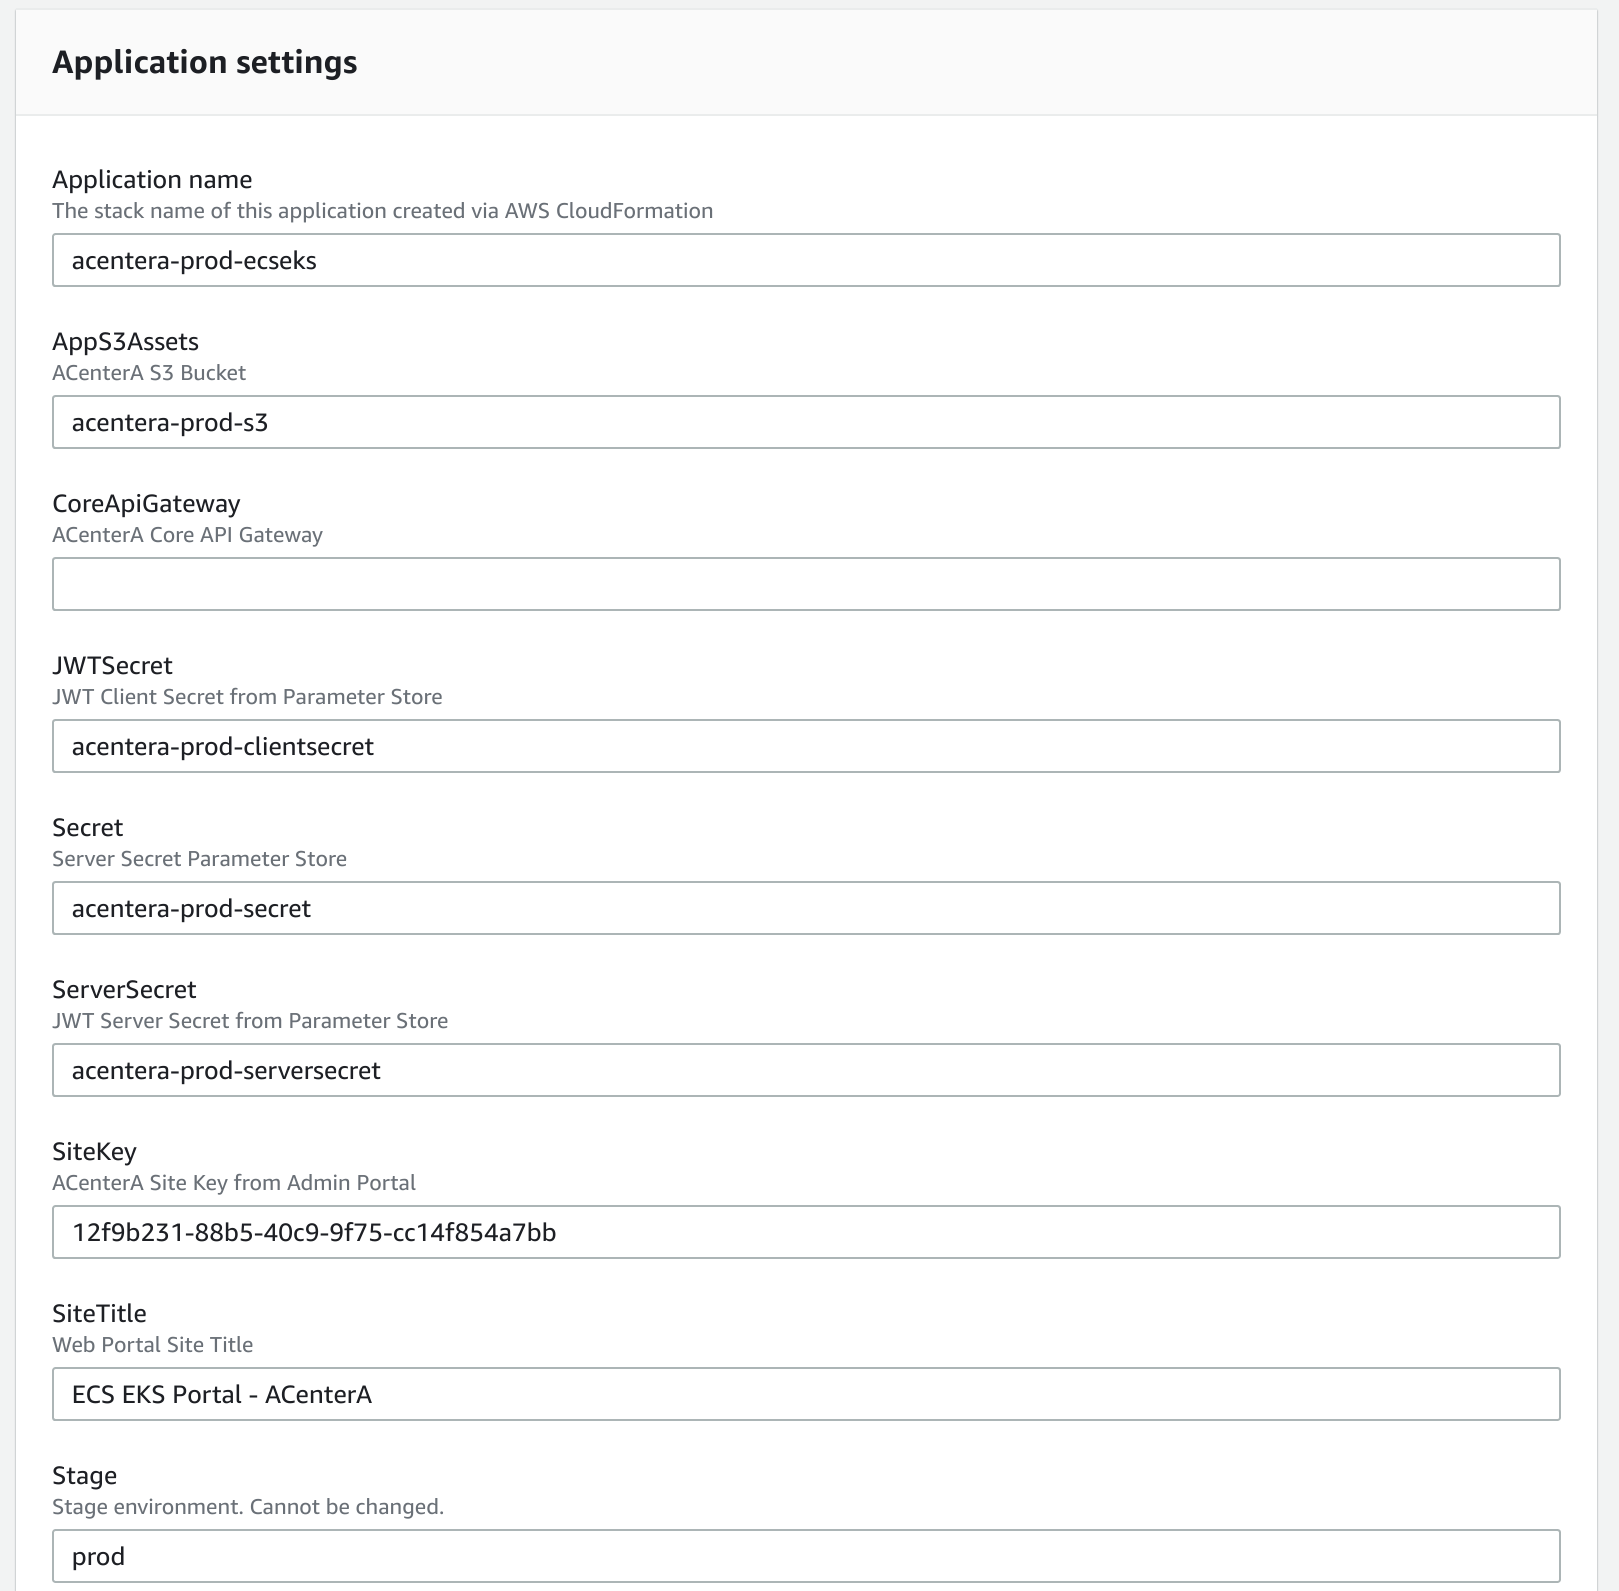 Application settings
Application name
The stack name of this application created via AWS CloudFormation
acentera-prod-ecseks
AppS3Assets
ACenterA S3 Bucket
acentera-prod-s3
CoreApiGateway
ACenterA Core API Gateway
JWTSecret
JWT Client Secret from Parameter Store
acentera-prod-clientsecret
Secret
Server Secret Parameter Store
acentera-prod-secret
ServerSecret
JWT Server Secret from Parameter Store
acentera-prod-serversecret
SiteKey
ACenterA Site Key from Admin Portal
12f9b231-88b5-40c9-9f75-cc14f854a7bb
SiteTitle
Web Portal Site Title
ECS EKS Portal - ACenterA
Stage
Stage environment. Cannot be changed.
prod